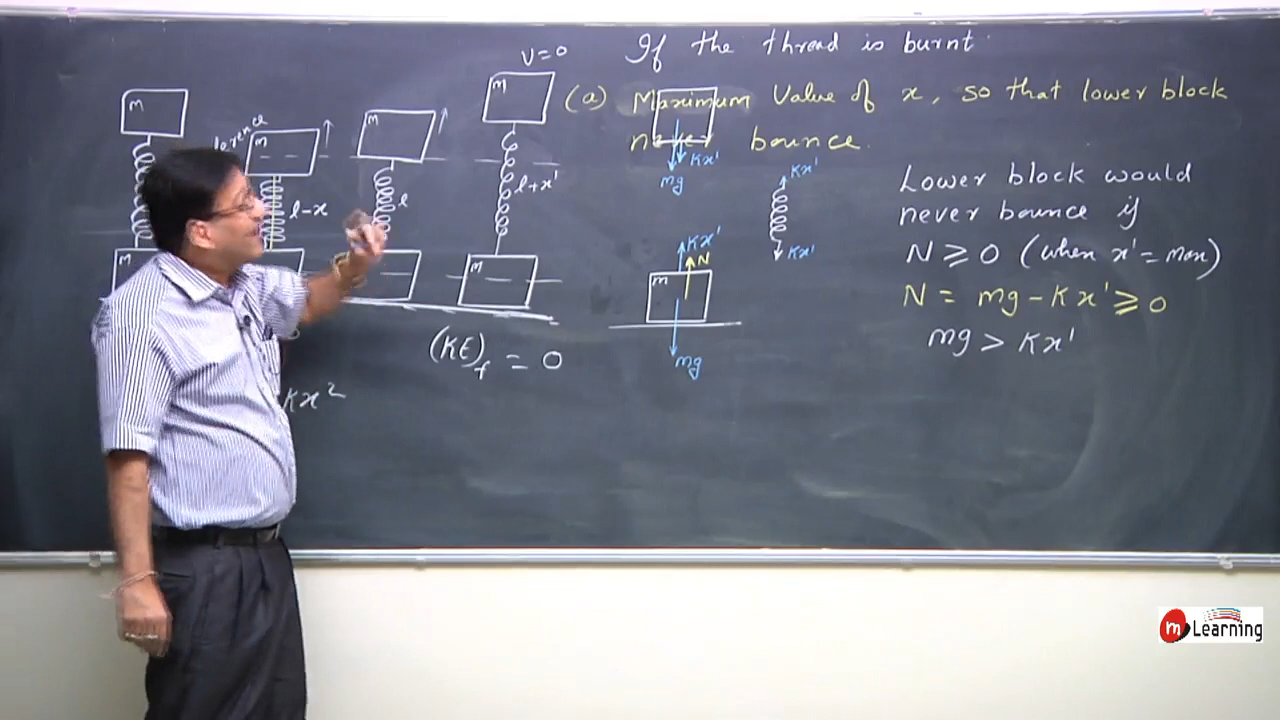 If the thread is burnt
(a) Maximum Value of x, so that lower block
never bounce.
v=0
m
m
m
m
l-x
l
l+x'
m
m
(KE)f = 0
Kx²
Kx'
mg
Kx'
Kx'
Kx'
N
m
mg
Lower block would
never bounce if
N ≥ 0 (when x' = max)
N = mg - Kx' ≥ 0
mg > Kx'
m Learning